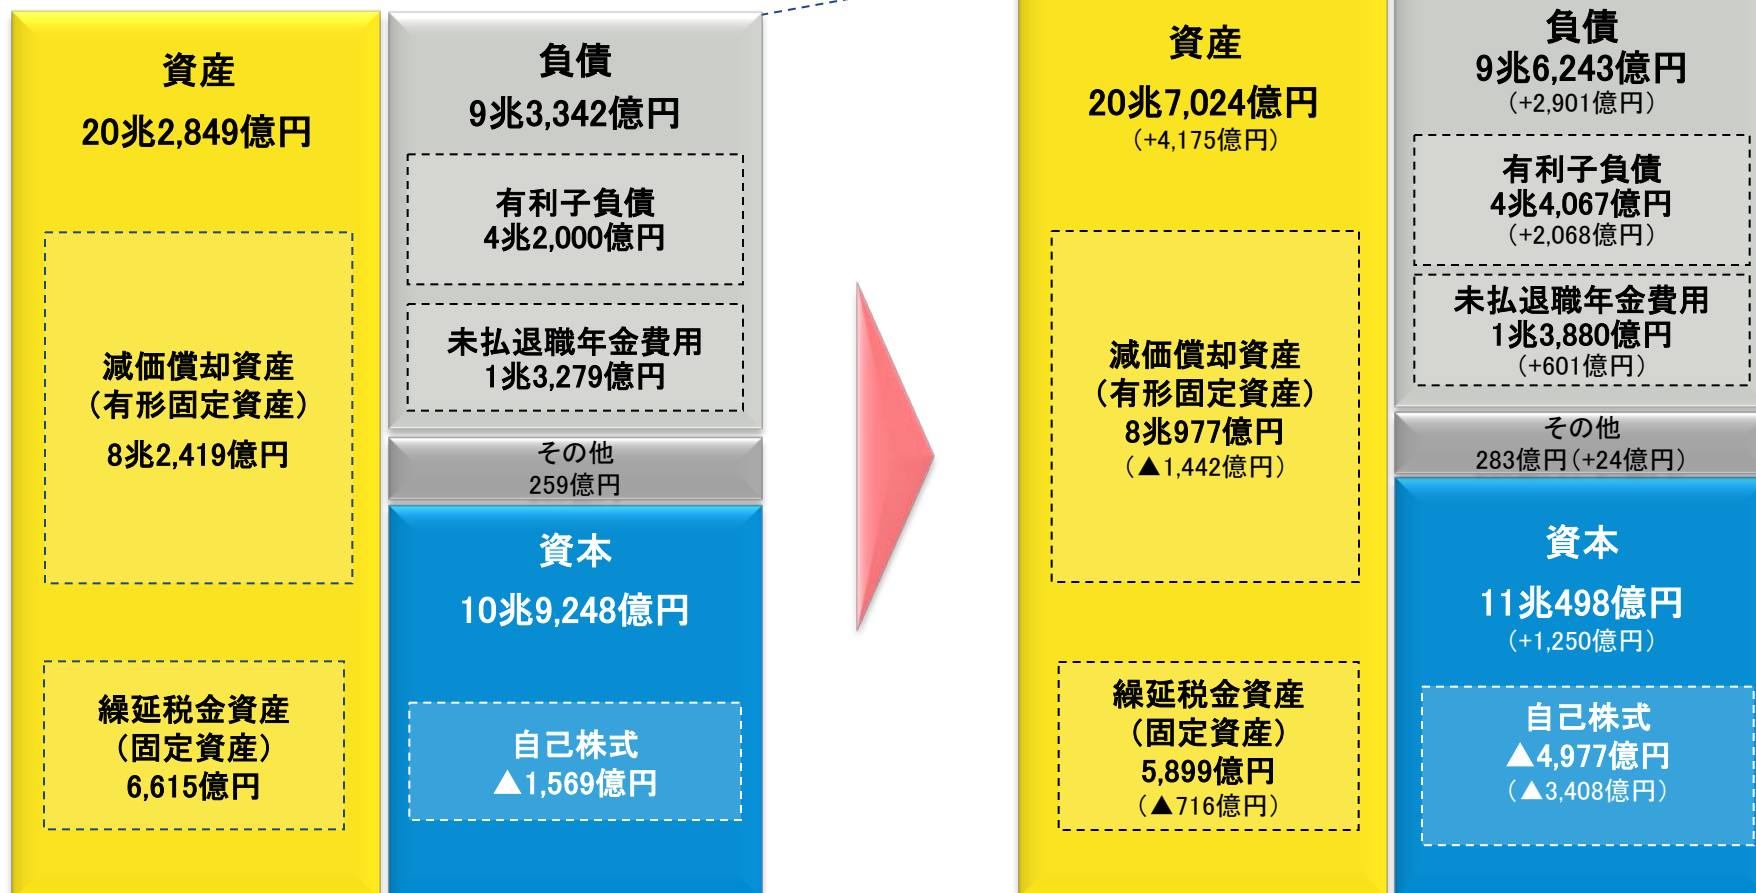 資産
20兆2,849億円
減価償却資産
（有形固定資産）
8兆2,419億円
繰延税金資産
（固定資産）
6,615億円
負債
9兆3,342億円
有利子負債
4兆2,000億円
未払退職年金費用
1兆3,279億円
その他
259億円
資本
10兆9,248億円
自己株式
▲1,569億円
資産
20兆7,024億円
（+4,175億円）
減価償却資産
（有形固定資産）
8兆977億円
（▲1,442億円）
繰延税金資産
（固定資産）
5,899億円
（▲716億円）
負債
9兆6,243億円
（+2,901億円）
有利子負債
4兆4,067億円
（+2,068億円）
未払退職年金費用
1兆3,880億円
（+601億円）
その他
283億円（+24億円）
資本
11兆498億円
（+1,250億円）
自己株式
▲4,977億円
（▲3,408億円）